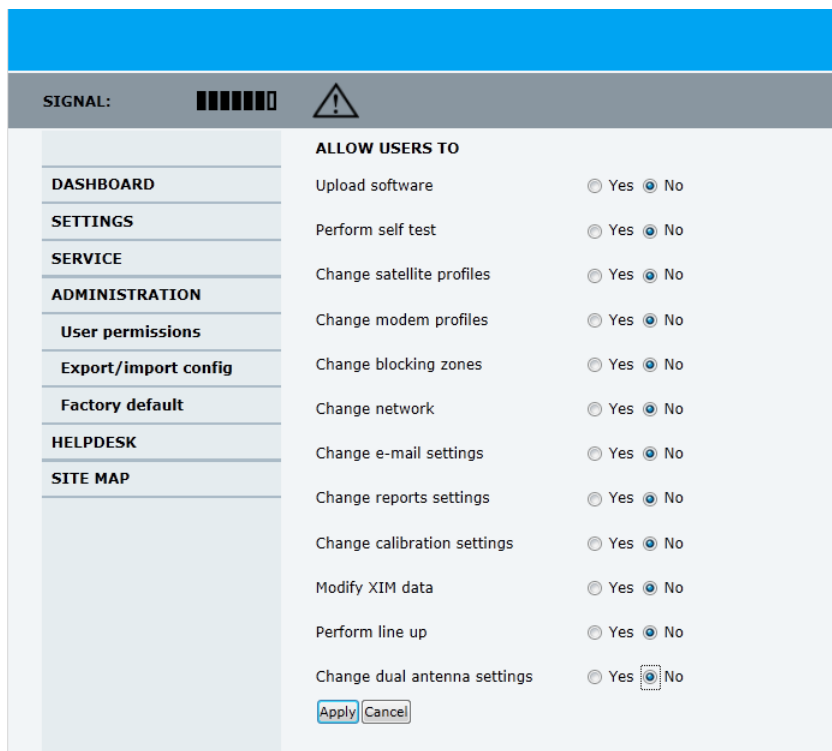 SIGNAL:
ALLOW USERS TO
DASHBOARD
SETTINGS
SERVICE
ADMINISTRATION
User permissions
Export/import config
Factory default
HELPDESK
SITE MAP
Upload software Yes No
Perform self test Yes No
Change satellite profiles Yes No
Change modem profiles Yes No
Change blocking zones Yes No
Change network Yes No
Change e-mail settings Yes No
Change reports settings Yes No
Change calibration settings Yes No
Modify XIM data Yes No
Perform line up Yes No
Change dual antenna settings Yes No
Apply Cancel